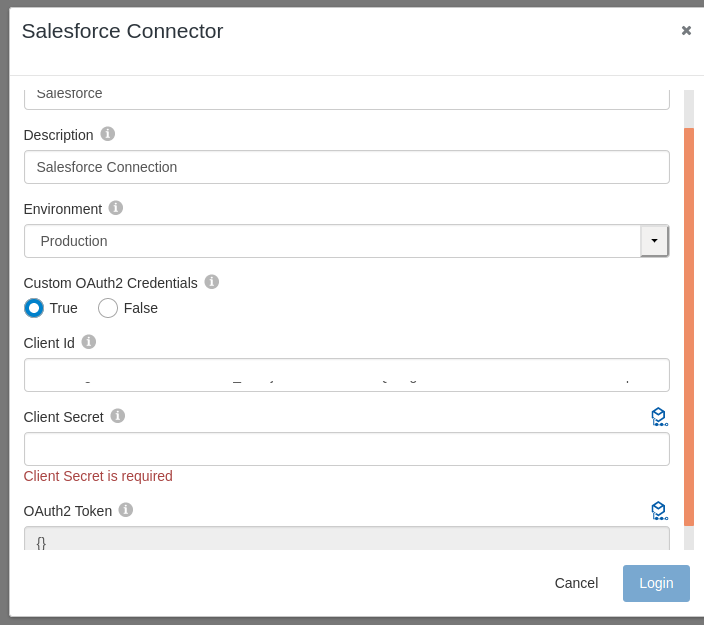 Salesforce Connector
Salesforce
Description
Salesforce Connection
Environment
Production
Custom OAuth2 Credentials
True False
Client Id
Client Secret
Client Secret is required
OAuth2 Token
{}
Cancel Login